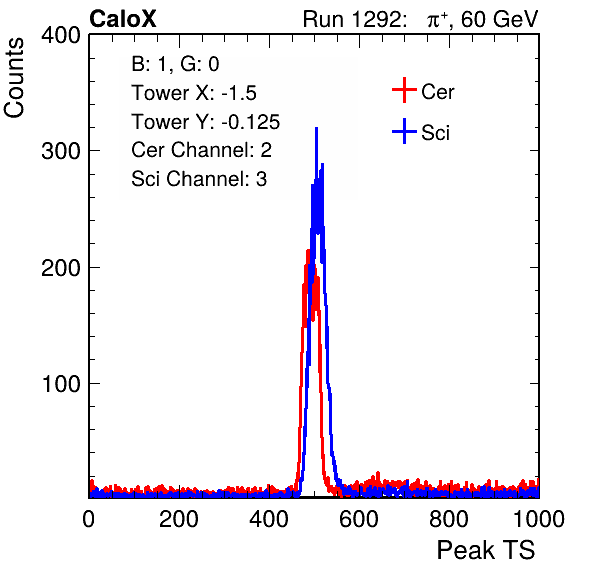 CaloX
Run 1292: π⁺, 60 GeV
B: 1, G: 0
Tower X: -1.5
Tower Y: -0.125
Cer Channel: 2
Sci Channel: 3
Cer
Sci
Counts
400
300
200
100
0
200
400
600
800
1000
Peak TS